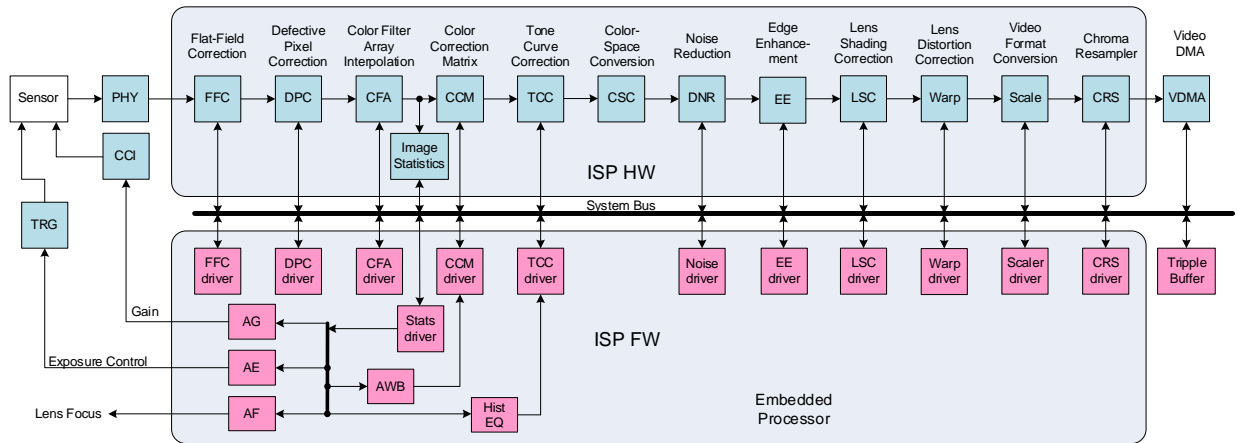 Flat-Field
Correction
Defective
Pixel
Correction
Color Filter
Array
Interpolation
Color
Correction
Matrix
Tone
Curve
Correction
Color-
Space
Conversion
Noise
Reduction
Edge
Enhance-
ment
Lens
Shading
Correction
Lens
Distortion
Correction
Video
Format
Conversion
Chroma
Resampler
Video
DMA
Sensor
PHY
FFC
DPC
CFA
CCM
TCC
CSC
DNR
EE
LSC
Warp
Scale
CRS
VDMA
CCI
Image
Statistics
ISP HW
TRG
System Bus
FFC
driver
DPC
driver
CFA
driver
CCM
driver
TCC
driver
Noise
driver
EE
driver
LSC
driver
Warp
driver
Scaler
driver
CRS
driver
Tripple
Buffer
Gain
AG
Stats
driver
ISP FW
Exposure Control
AE
AWB
Lens Focus
AF
Hist
EQ
Embedded
Processor